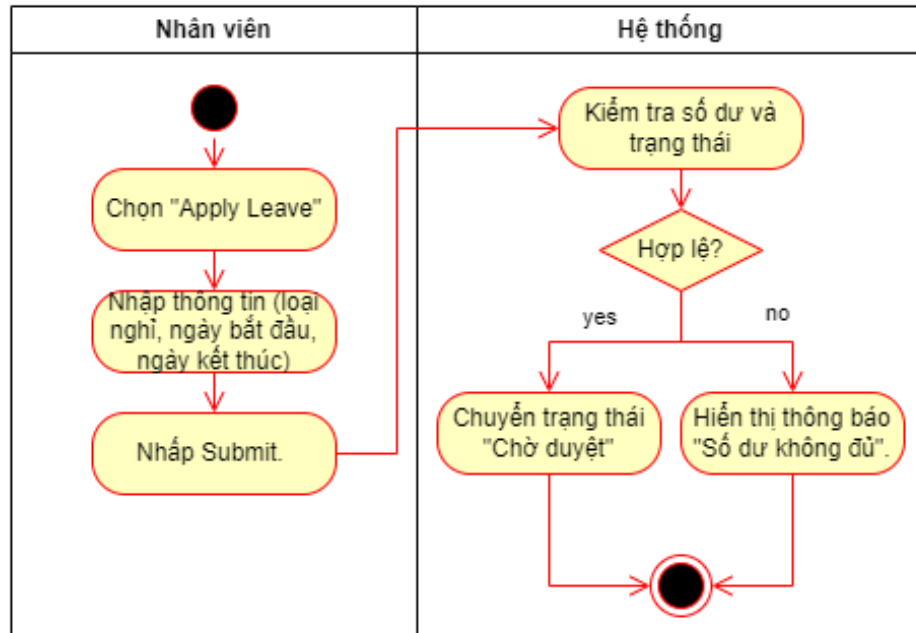 Nhân viên
Hệ thống
Chọn "Apply Leave"
Nhập thông tin (loại
nghỉ, ngày bắt đầu,
ngày kết thúc)
Nhấp Submit.
Kiểm tra số dư và
trạng thái
Hợp lệ?
yes
no
Chuyển trạng thái
"Chờ duyệt"
Hiển thị thông báo
"Số dư không đủ".